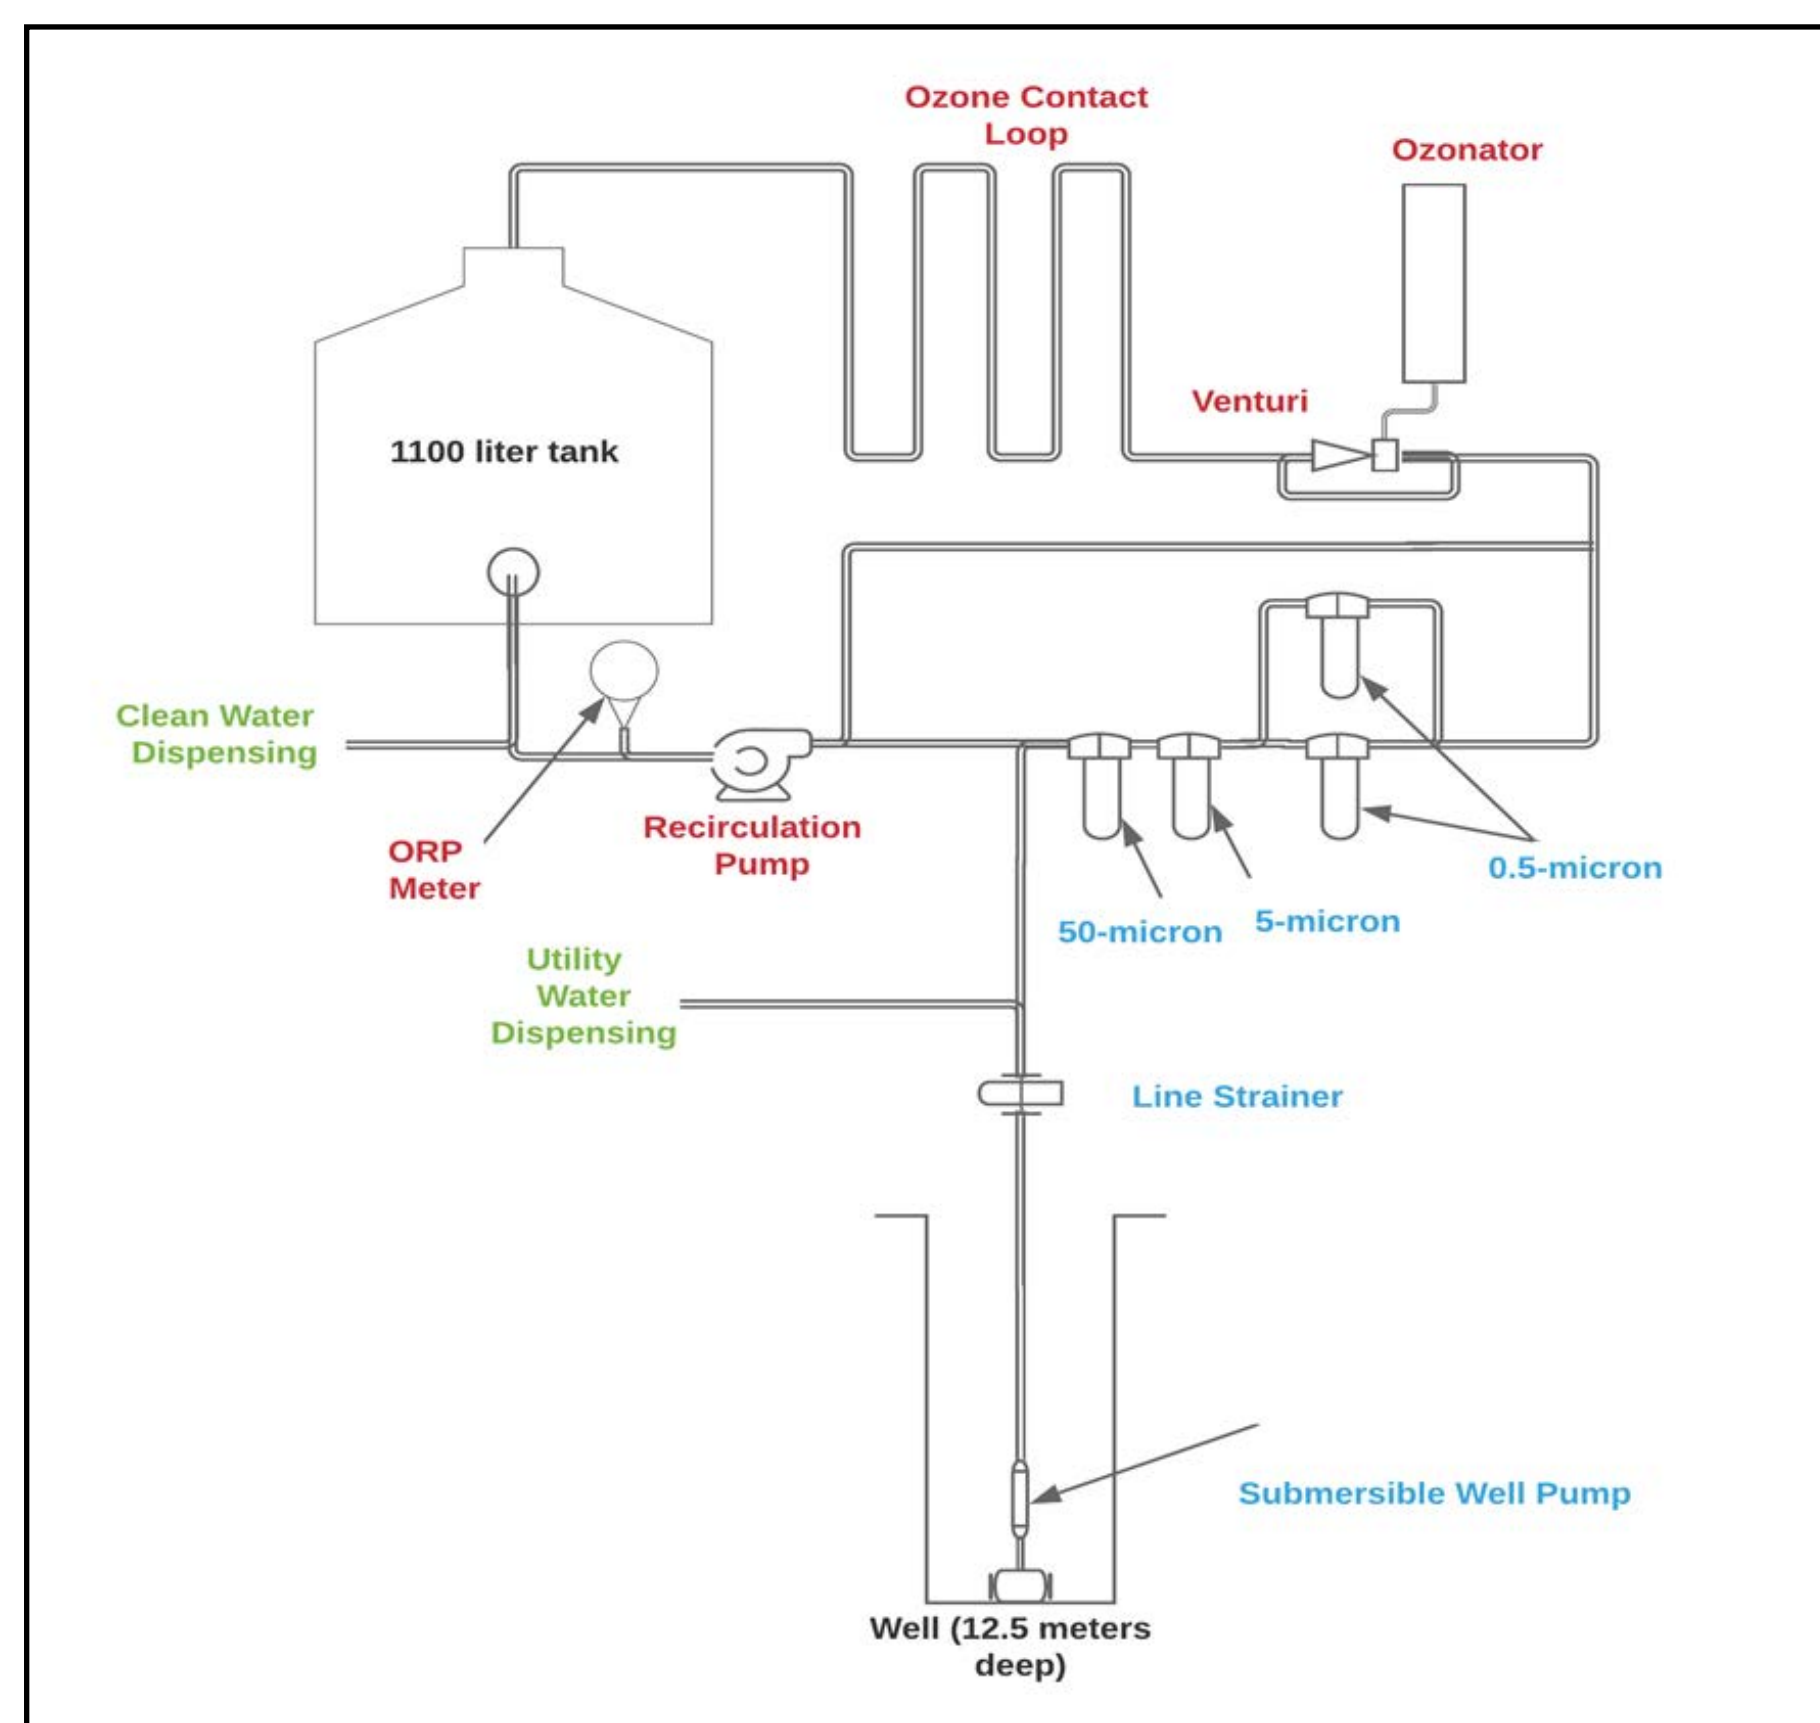 Ozone Contact
Loop
Ozonator
Venturi
1100 liter tank
Clean Water
Dispensing
ORP
Meter
Recirculation
Pump
0.5-micron
50-micron
5-micron
Utility
Water
Dispensing
Line Strainer
Submersible Well Pump
Well (12.5 meters
deep)